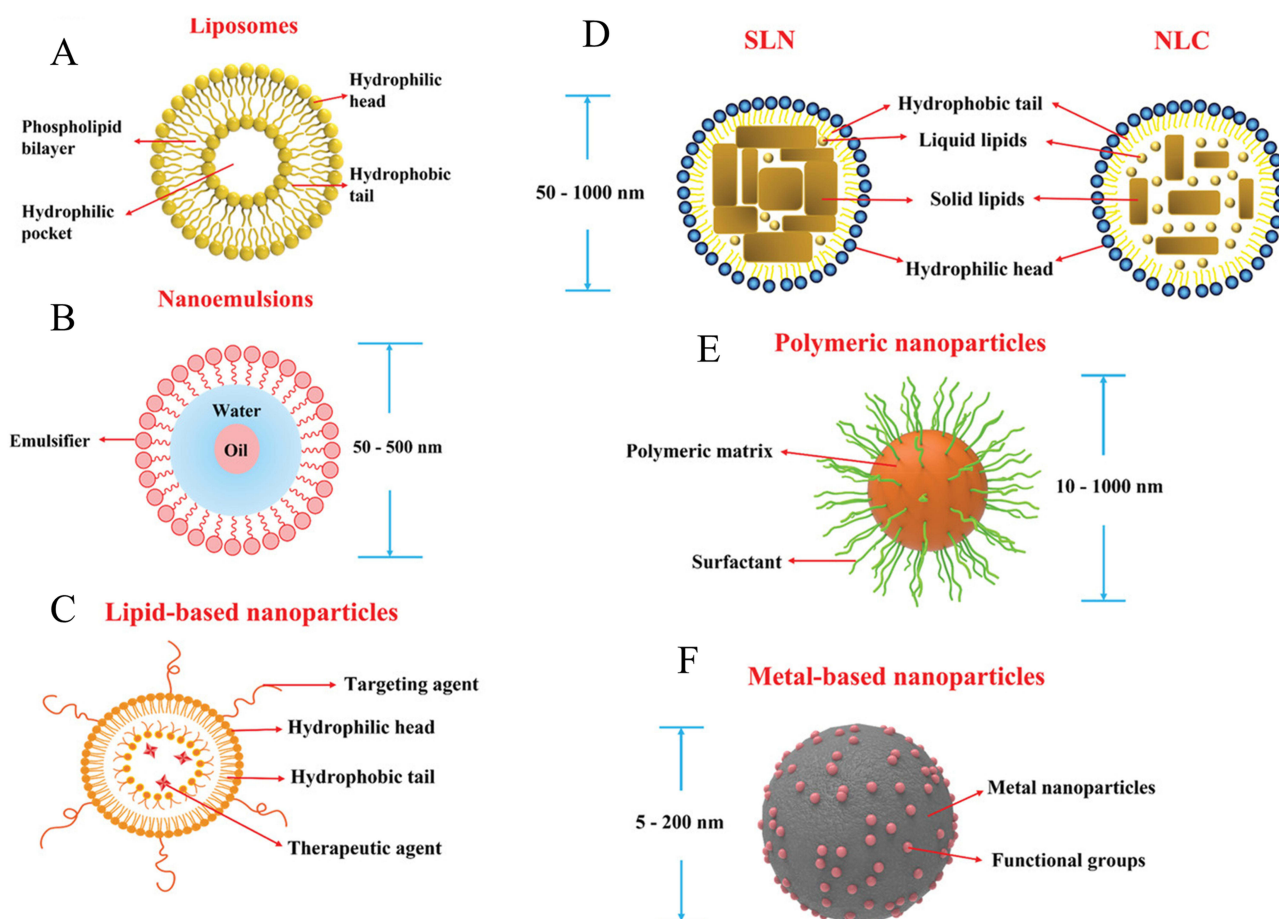 A
Liposomes
Hydrophilic
head
Phospholipid
bilayer
Hydrophobic
tail
Hydrophilic
pocket
B
Nanoemulsions
Water
Oil
Emulsifier
50 - 500 nm
C
Lipid-based nanoparticles
Targeting agent
Hydrophilic head
Hydrophobic tail
Therapeutic agent
D
SLN
NLC
Hydrophobic tail
Liquid lipids
50 - 1000 nm
Solid lipids
Hydrophilic head
E
Polymeric nanoparticles
Polymeric matrix
10 - 1000 nm
Surfactant
F
Metal-based nanoparticles
Metal nanoparticles
5 - 200 nm
Functional groups